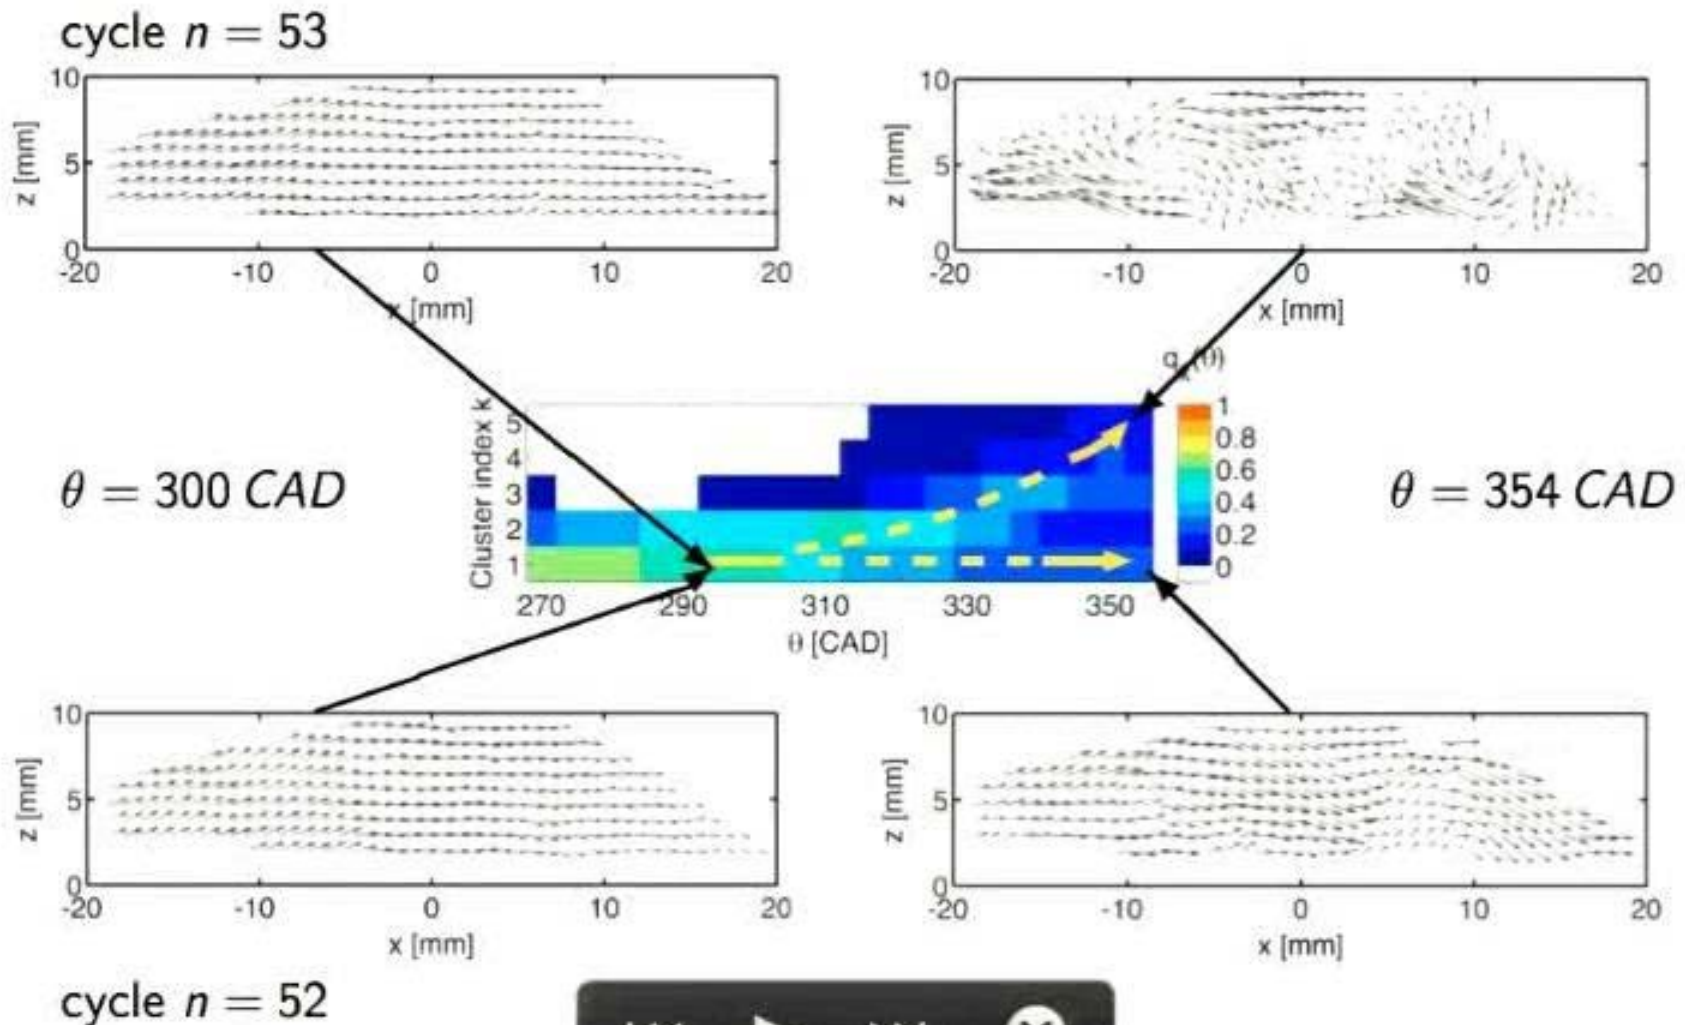 cycle n = 53
10
5
0
z [mm]
-20 -10 0 10 20
x [mm]
10
5
0
z [mm]
-20 -10 0 10 20
x [mm]
θ = 300 CAD
Cluster index k
5
4
3
2
1
270 290 310 330 350
θ [CAD]
q (θ)
1
0.8
0.6
0.4
0.2
0
θ = 354 CAD
10
5
0
z [mm]
-20 -10 0 10 20
x [mm]
10
5
0
z [mm]
-20 -10 0 10 20
x [mm]
cycle n = 52